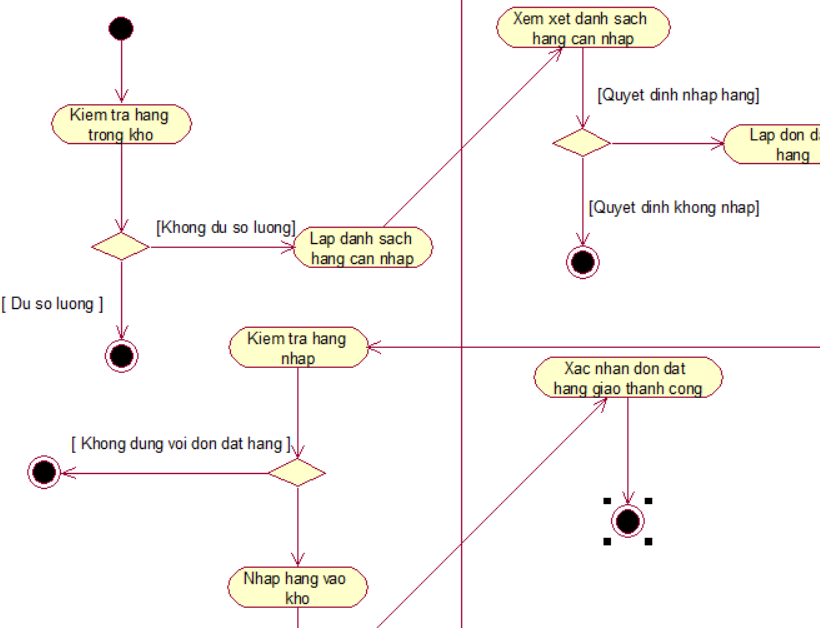 Kiem tra hang
trong kho
[Khong du so luong]
Lap danh sach
hang can nhap
[ Du so luong ]
Kiem tra hang
nhap
[ Khong dung voi don dat hang ]
Nhap hang vao
kho
Xem xet danh sach
hang can nhap
[Quyet dinh nhap hang]
Lap don
hang
[Quyet dinh khong nhap]
Xac nhan don dat
hang giao thanh cong